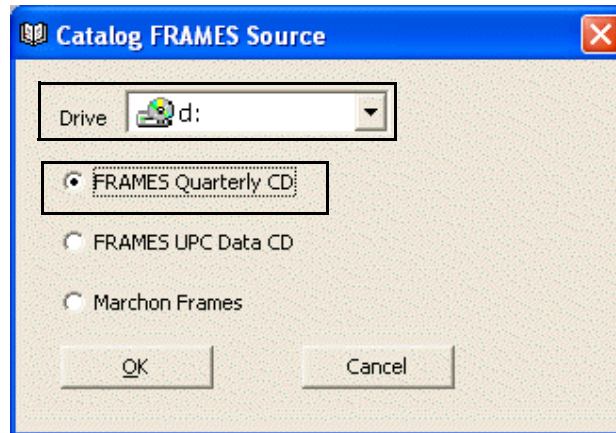 Catalog FRAMES Source
Drive d:
FRAMES Quarterly CD
FRAMES UPC Data CD
Marchon Frames
OK Cancel